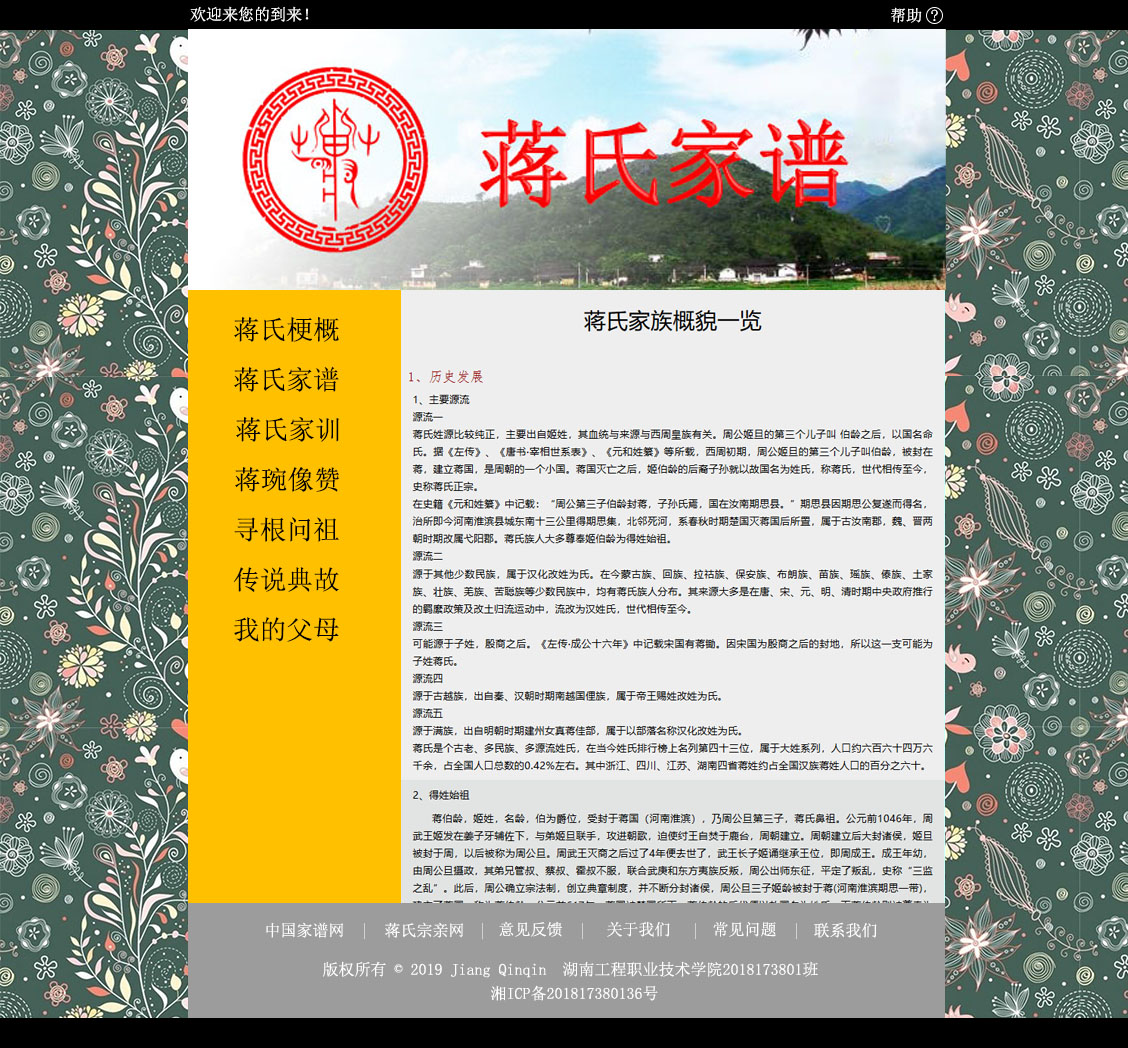 欢迎来您的到来！
帮助 ?
蒋氏家谱
蒋氏梗概
蒋氏家谱
蒋氏家训
蒋琬像赞
寻根问祖
传说典故
我的父母
蒋氏家族概貌一览
1、历史发展
1、主要源流
源流一
蒋氏姓源比较纯正，主要出自姬姓，其血统与来源与西周皇族有关。周公姬旦的第三个儿子叫 伯龄之后，以国名命
氏。据《左传》、《唐书·宰相世系表》、《元和姓纂》等所载，西周初期，周公姬旦的第三个儿子叫伯龄，被封在
蒋，建立蒋国，是周朝的一个小国。蒋国灭亡之后，姬伯龄的后裔子孙就以故国名为姓氏，称蒋氏，世代相传至今，
史称蒋氏正宗。
在史籍《元和姓纂》中记载：“周公第三子伯龄封蒋，子孙氏焉，国在汝南期思县。”期思县因期思公复遂而得名，
治所即今河南淮滨县城东南十三公里得期思集，北邻死河，系春秋时期楚国灭蒋国后所置，属于古汝南郡，魏、晋两
朝时期改属弋阳郡。蒋氏族人大多尊奉姬伯龄为得姓始祖。
源流二
源于其他少数民族，属于汉化改姓为氏。在今蒙古族、回族、拉祜族、保安族、布朗族、苗族、瑶族、傣族、土家
族、壮族、羌族、苦聪族等少数民族中，均有蒋氏族人分布。其来源大多是在唐、宋、元、明、清时期中央政府推行
的羁縻政策及改土归流运动中，流改为汉姓氏，世代相传至今。
源流三
可能源于子姓，殷商之后。《左传·成公十六年》中记载宋国有蒋锄。因宋国为殷商之后的封地，所以这一支可能为
子姓蒋氏。
源流四
源于古越族，出自秦、汉朝时期南越国俚族，属于帝王赐姓改姓为氏。
源流五
源于满族，出自明朝时期建州女真蒋佳部，属于以部落名称汉化改姓为氏。
蒋氏是个古老、多民族、多源流姓氏，在当今姓氏排行榜上名列第四十三位，属于大姓系列，人口约六百六十四万六
千余，占全国人口总数的0.42%左右。其中浙江、四川、江苏、湖南四省蒋姓约占全国汉族蒋姓人口的百分之六十。
2、得姓始祖
蒋伯龄，姬姓，名龄，伯为爵位，受封于蒋国（河南淮滨），乃周公旦第三子，蒋氏鼻祖。公元前1046年，周
武王姬发在姜子牙辅佐下，与弟姬旦联手，攻进朝歌，迫使纣王自焚于鹿台，周朝建立。周朝建立后大封诸侯，姬旦
被封于周，以后被称为周公旦。周武王灭商之后过了4年便去世了，武王长子姬诵继承王位，即周成王。成王年幼，
由周公旦摄政，其弟兄管叔、蔡叔、霍叔不服，联合武庚和东方夷族反叛，周公出师东征，平定了叛乱，史称“三监
之乱”。此后，周公确立宗法制，创立典章制度，并不断分封诸侯，周公旦三子姬龄被封于蒋(河南淮滨期思一带)，
中国家谱网 | 蒋氏宗亲网 | 意见反馈 | 关于我们 | 常见问题 | 联系我们
版权所有 © 2019 Jiang Qinqin 湖南工程职业技术学院2018173801班
湘ICP备201817380136号